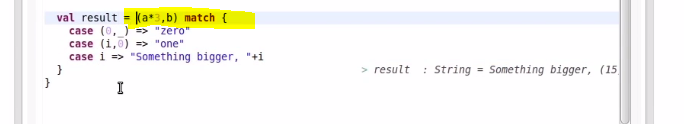 val result = (a*3,b) match {
case (0,_) => "zero"
case (i,0) => "one"
case i => "Something bigger, "+i
}
> result : String = Something bigger, (15
}